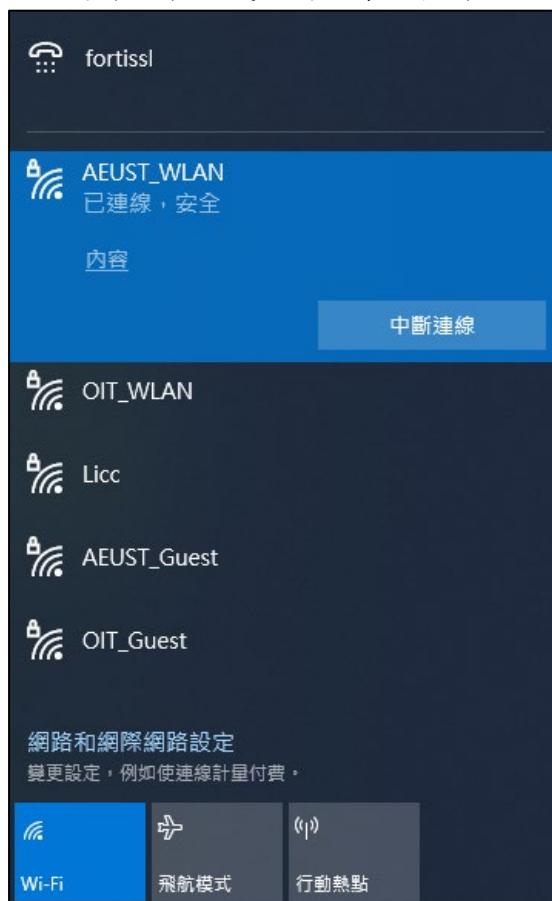 fortissl
AEUST_WLAN
已連線，安全
內容
中斷連線
OIT_WLAN
Licc
AEUST_Guest
OIT_Guest
網路和網際網路設定
變更設定，例如使連線計量付費。
Wi-Fi
飛航模式
行動熱點